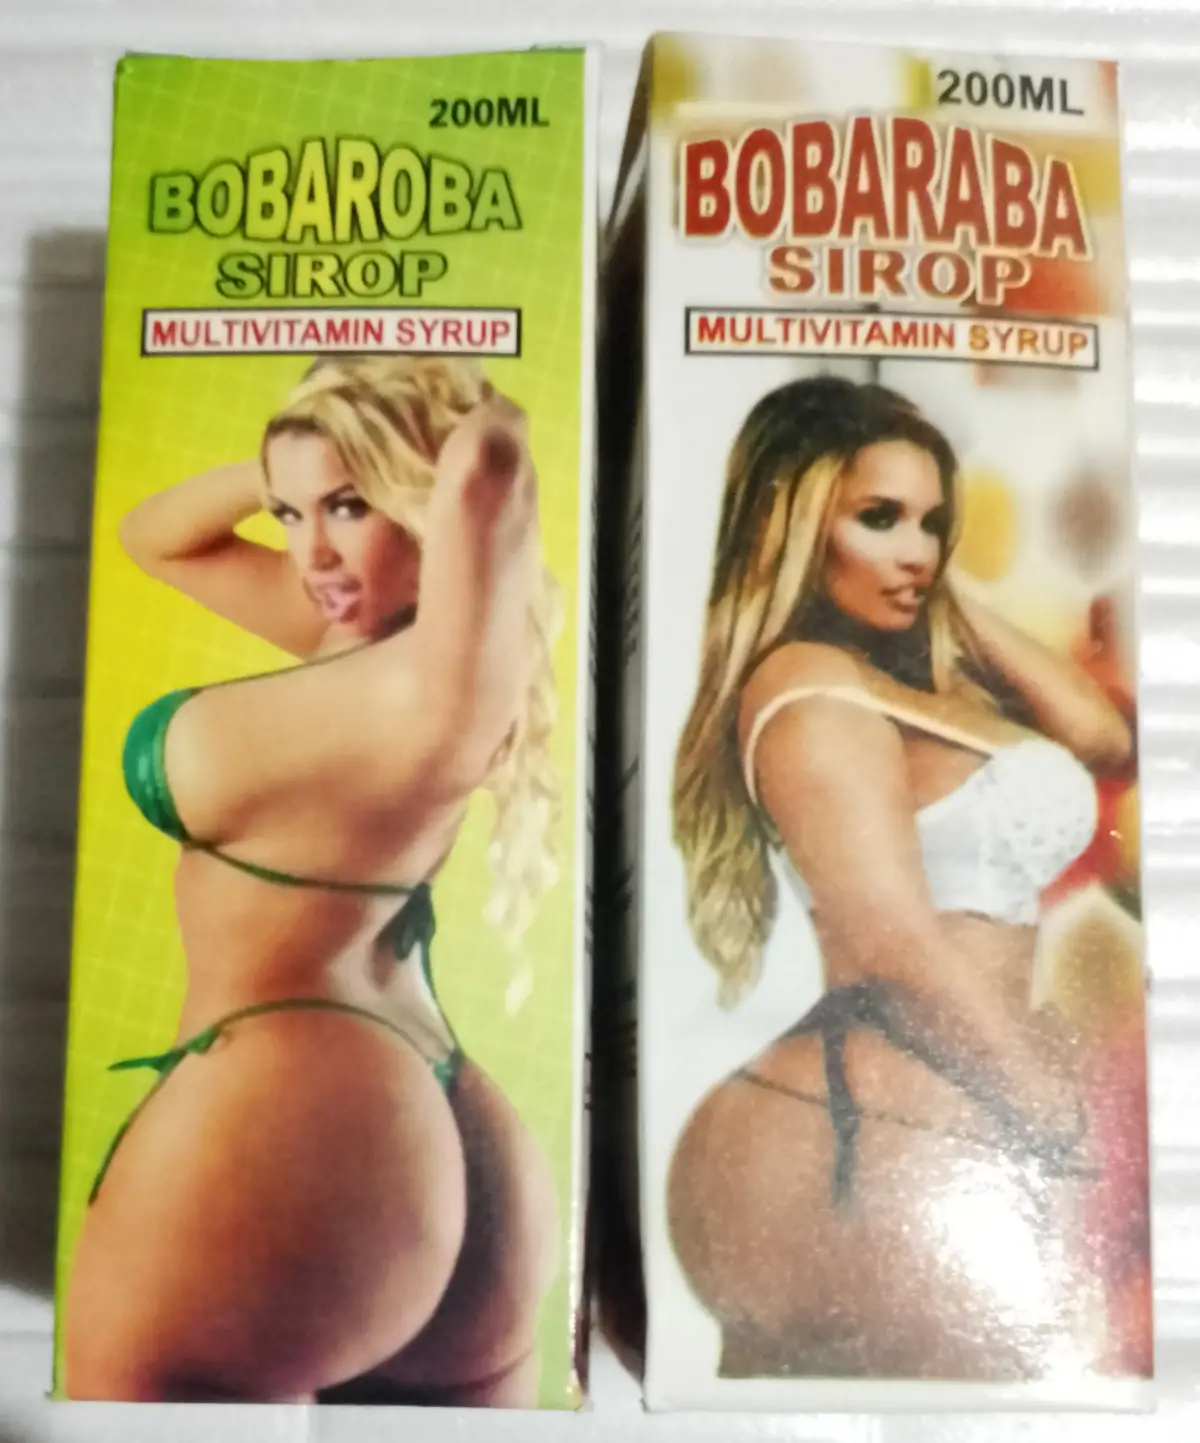 200ML
BOBAROBA
SIROP
MULTIVITAMIN SYRUP
200ML
BOBARABA
SIROP
MULTIVITAMIN SYRUP